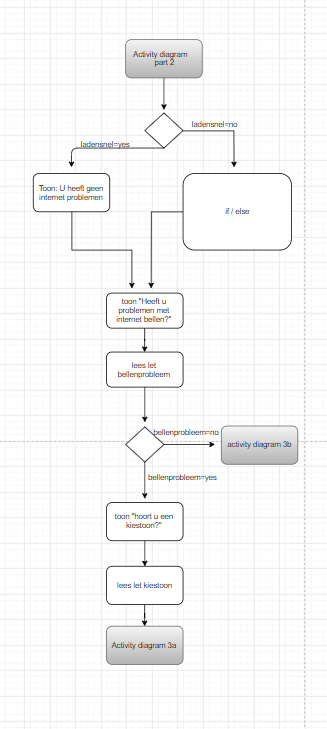 Activity diagram
part 2
ladensnel=no
ladensnel=yes
Toon: U heeft geen
internet problemen
if / else
toon "Heeft u
problemen met
internet bellen?"
lees let
bellenprobleem
bellenprobleem=no
activity diagram 3b
bellenprobleem=yes
toon "hoort u een
kiestoon?"
lees let kiestoon
Activity diagram 3a